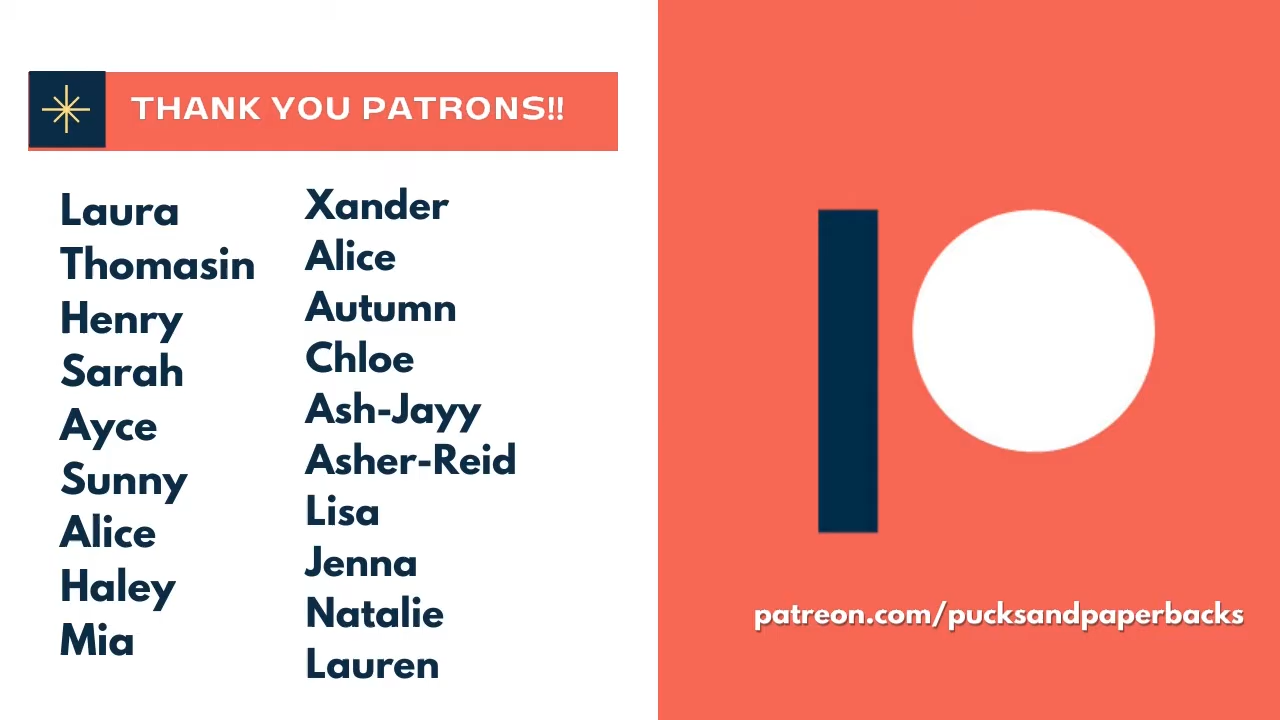 THANK YOU PATRONS!!
Laura
Thomasin
Henry
Sarah
Ayce
Sunny
Alice
Haley
Mia
Xander
Alice
Autumn
Chloe
Ash-Jayy
Asher-Reid
Lisa
Jenna
Natalie
Lauren
patreon.com/pucksandpaperbacks